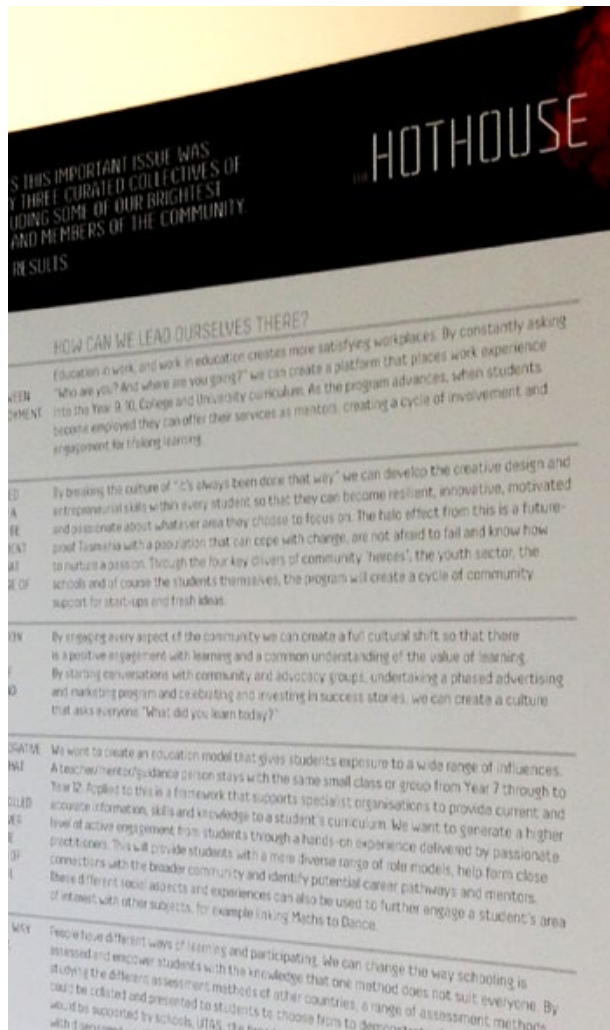 S THIS IMPORTANT ISSUE WAS
Y THREE CURATED COLLECTIVES OF
UDING SOME OF OUR BRIGHTEST
AND MEMBERS OF THE COMMUNITY.
RESULTS
HOTHOUSE
HOW CAN WE LEAD OURSELVES THERE?
Education in work, and work in education creates more satisfying workplaces. By constantly asking
"Who are you? And where are you going?" we can create a platform that places work experience
into the Year 9, 10, College and University curriculum. As the program advances, when students
become employed they can offer their services as mentors, creating a cycle of involvement and
engagement for lifelong learning.
By breaking the culture of "it's always been done that way" we can develop the creative design and
entrepreneurial skills within every student so that they can become resilient, innovative, motivated
and passionate about whatever area they choose to focus on. The halo effect from this is a future-
proof Tasmania with a population that can cope with change, are not afraid to fail and know how
to nurture a passion. Through the four key drivers of community 'heroes', the youth sector, the
schools and of course the students themselves, the program will create a cycle of community
support for start-ups and fresh ideas.
By engaging every aspect of the community we can create a full cultural shift so that there
is a positive engagement with learning and a common understanding of the value of learning.
By starting conversations with community and advocacy groups, undertaking a phased advertising
and marketing program and celebrating and investing in success stories, we can create a culture
that asks everyone "What did you learn today?"
We want to create an education model that gives students exposure to a wide range of influences.
A teacher/mentor/guidance person stays with the same small class or group from Year 7 through to
Year 12. Applied to this is a framework that supports specialist organisations to provide current and
accurate information, skills and knowledge to a student's curriculum. We want to generate a higher
level of active engagement from students through a hands-on experience delivered by passionate
practitioners. This will provide students with a more diverse range of role models, help form close
connections with the broader community and identify potential career pathways and mentors.
These different social aspects and experiences can also be used to further engage a student's area
of interest with other subjects, for example linking Maths to Dance.
People have different ways of learning and participating. We can change the way schooling is
assessed and empower students with the knowledge that one method does not suit everyone. By
studying the different assessment methods of other countries, a range of assessment methods
could be collated and presented to students to choose from to demonstrate
would be supported by schools, UTAS, the